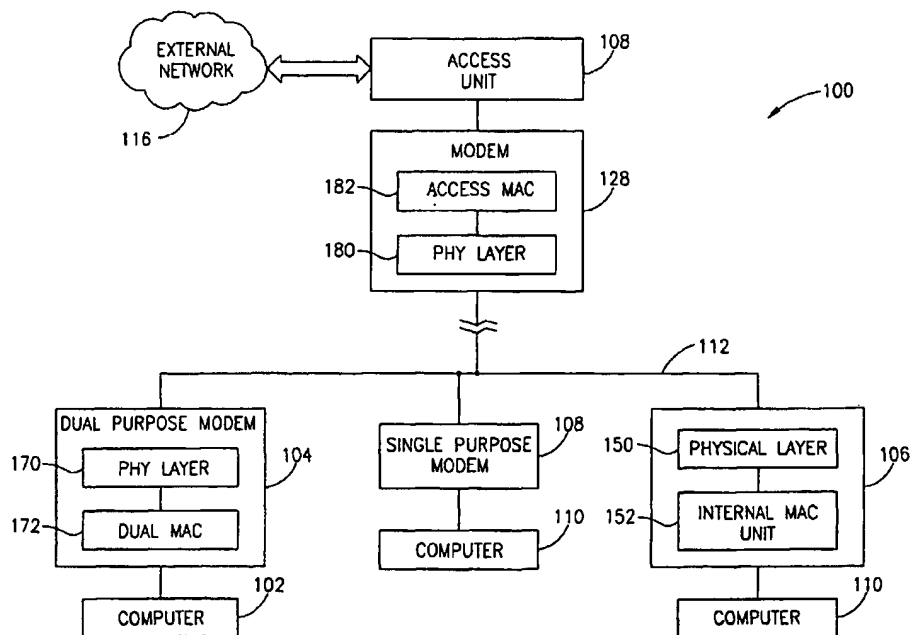 EXTERNAL
NETWORK
116
ACCESS
UNIT
108
100
MODEM
128
182
ACCESS MAC
180
PHY LAYER
112
DUAL PURPOSE MODEM
104
170
PHY LAYER
172
DUAL MAC
COMPUTER
102
SINGLE PURPOSE
MODEM
108
COMPUTER
110
150
PHYSICAL LAYER
106
152
INTERNAL MAC
UNIT
COMPUTER
110